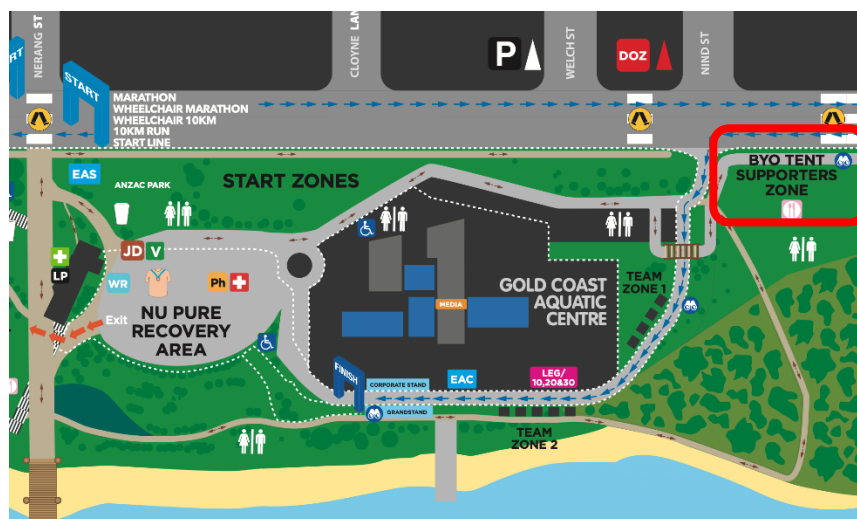 NERANG ST
CLOYNE LAN
P
WELCH ST
DOZ
NIND ST
START
MARATHON
WHEELCHAIR MARATHON
WHEELCHAIR 10KM
10KM RUN
START LINE
EAS
ANZAC PARK
START ZONES
BYO TENT
SUPPORTERS
ZONE
JD
V
LP
WR
Ph
NU PURE
RECOVERY
AREA
Exit
MEDIA
GOLD COAST
AQUATIC
CENTRE
TEAM
ZONE 1
FINISH
CORPORATE STAND
GRANDSTAND
EAC
LEG/
10,20&30
TEAM
ZONE 2